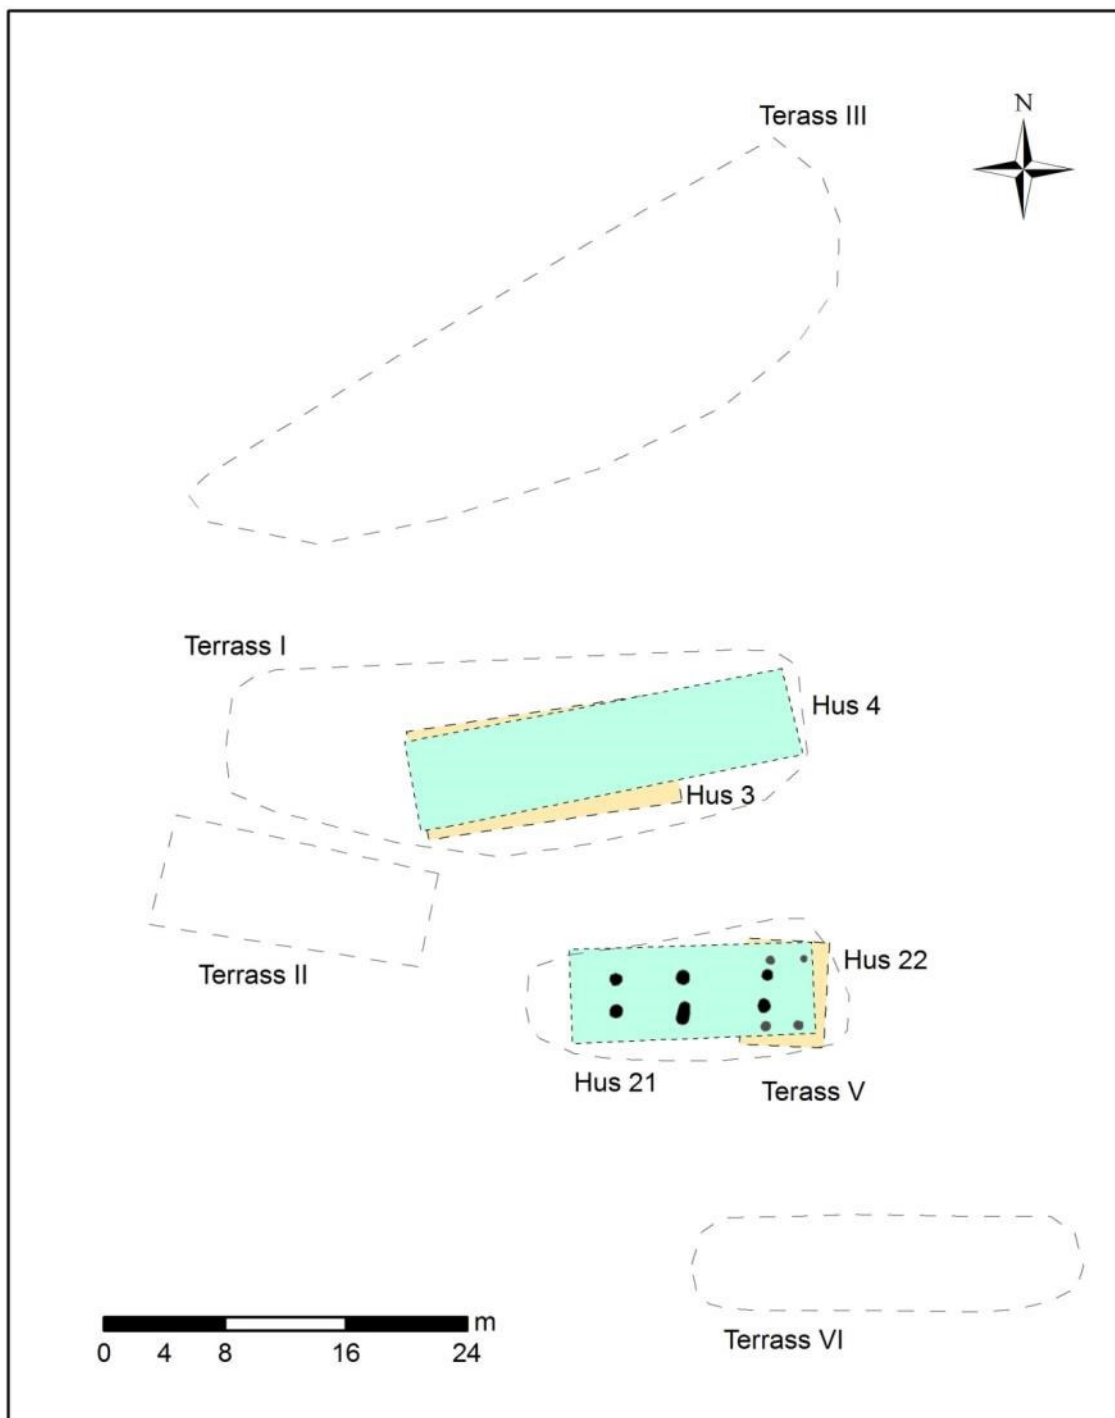 Terass III
N
Terrass I
Hus 4
Hus 3
Terrass II
Hus 22
Hus 21
Terass V
Terrass VI
m
0 4 8 16 24